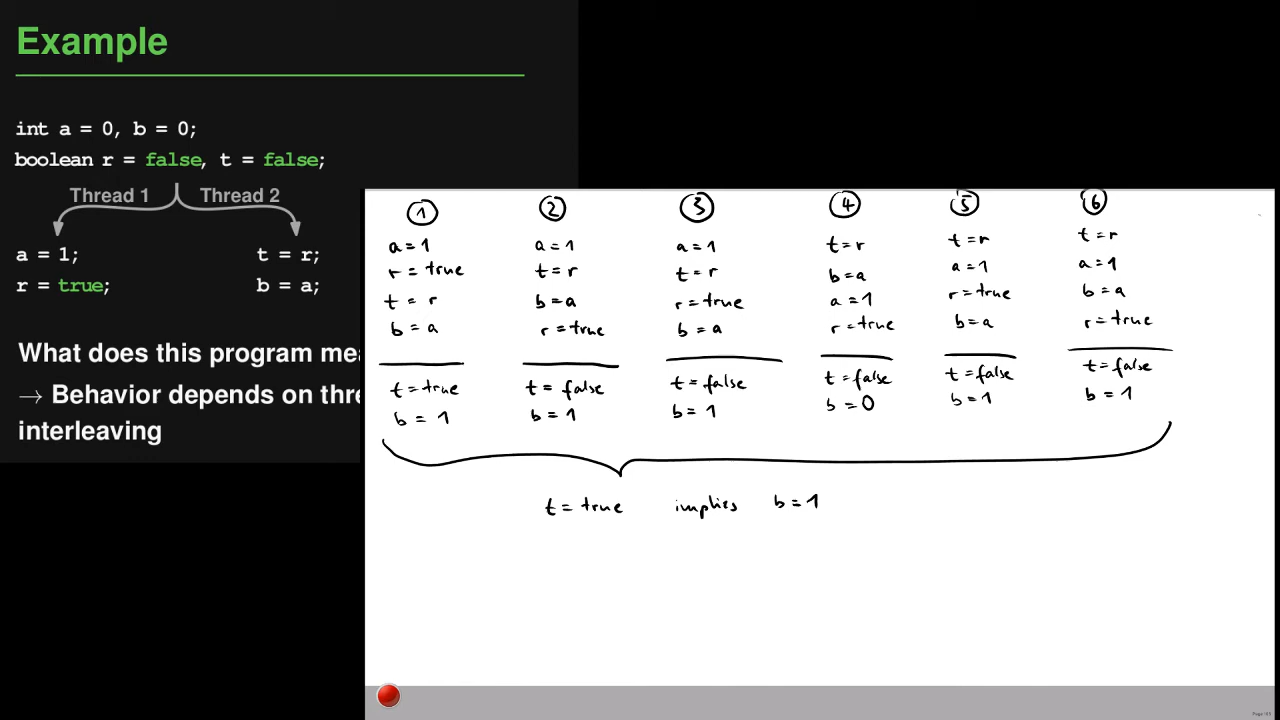 Example
int a = 0, b = 0;
boolean r = false, t = false;
Thread 1 Thread 2
a = 1; t = r;
r = true; b = a;
What does this program mea
→ Behavior depends on thre
interleaving
① ② ③ ④ ⑤ ⑥
a=1 a=1 a=1 t=r t=r t=r
r=true t=r t=r b=a a=1 a=1
t=r b=a r=true a=1 r=true b=a
b=a r=true b=a r=true b=a r=true
t=true t=false t=false t=false t=false t=false
b=1 b=1 b=1 b=0 b=1 b=1
t=true implies b=1